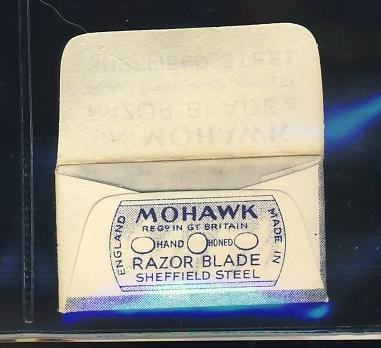 MOHAWK
REGD IN GT BRITAIN
HAND HONED
RAZOR BLADE
SHEFFIELD STEEL
ENGLAND
MADE IN